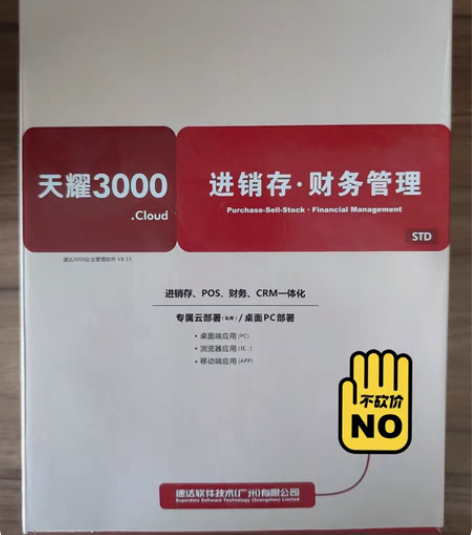 天耀3000
.Cloud
进销存·财务管理
Purchase-Sell-Stock · Financial Management
STD
速达3000企业管理软件 V6.53
进销存、POS、财务、CRM一体化
专属云部署(私有)/桌面PC部署
·桌面端应用(PC)
·浏览器应用(IE..)
·移动端应用(APP)
不砍价
NO
速达软件技术(广州)有限公司
Superdata Software Technology (Guangzhou) Limited